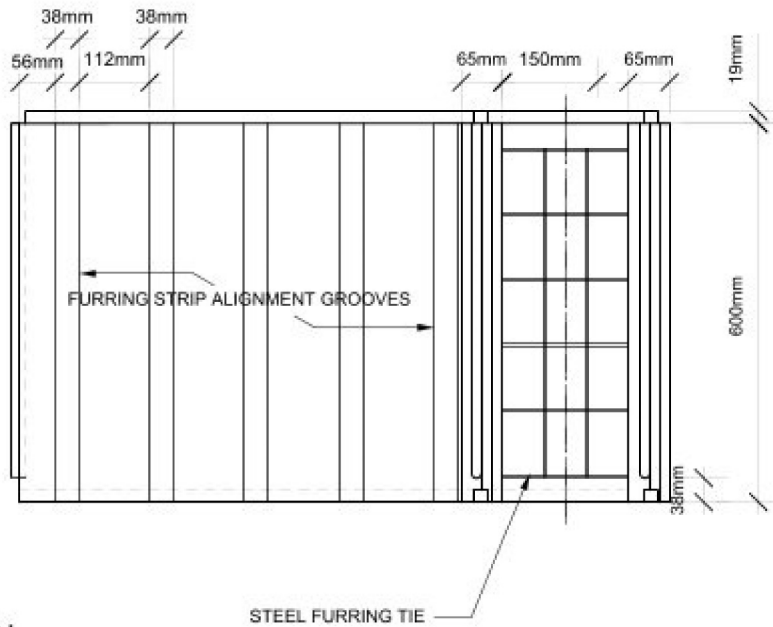 38mm 38mm
56mm 112mm 65mm 150mm 65mm
19mm
FURRING STRIP ALIGNMENT GROOVES
600mm
38mm
STEEL FURRING TIE